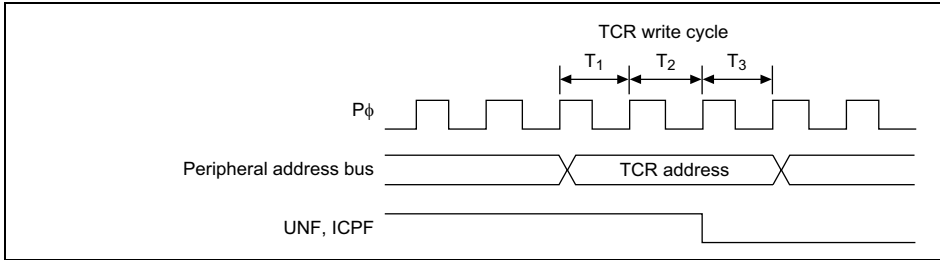 TCR write cycle
T1 T2 T3
Pϕ
Peripheral address bus
TCR address
UNF, ICPF